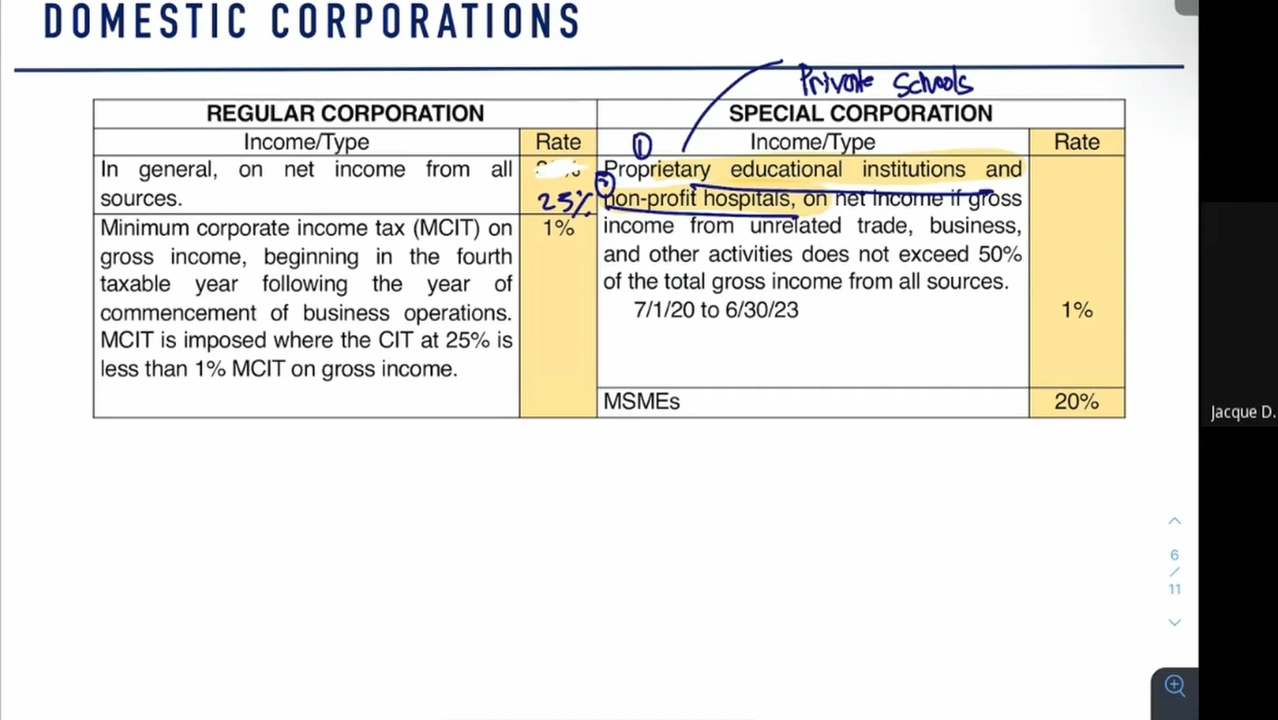 DOMESTIC CORPORATIONS
Private Schools
REGULAR CORPORATION
SPECIAL CORPORATION
Income/Type
Rate
①
Income/Type
Rate
In general, on net income from all
sources.
25%
Minimum corporate income tax (MCIT) on
1%
gross income, beginning in the fourth
taxable year following the year of
commencement of business operations.
MCIT is imposed where the CIT at 25% is
less than 1% MCIT on gross income.
Proprietary educational institutions and
②
non-profit hospitals, on net income if gross
income from unrelated trade, business,
and other activities does not exceed 50%
of the total gross income from all sources.
7/1/20 to 6/30/23
1%
MSMEs
20%
Jacque D.
6
/
11